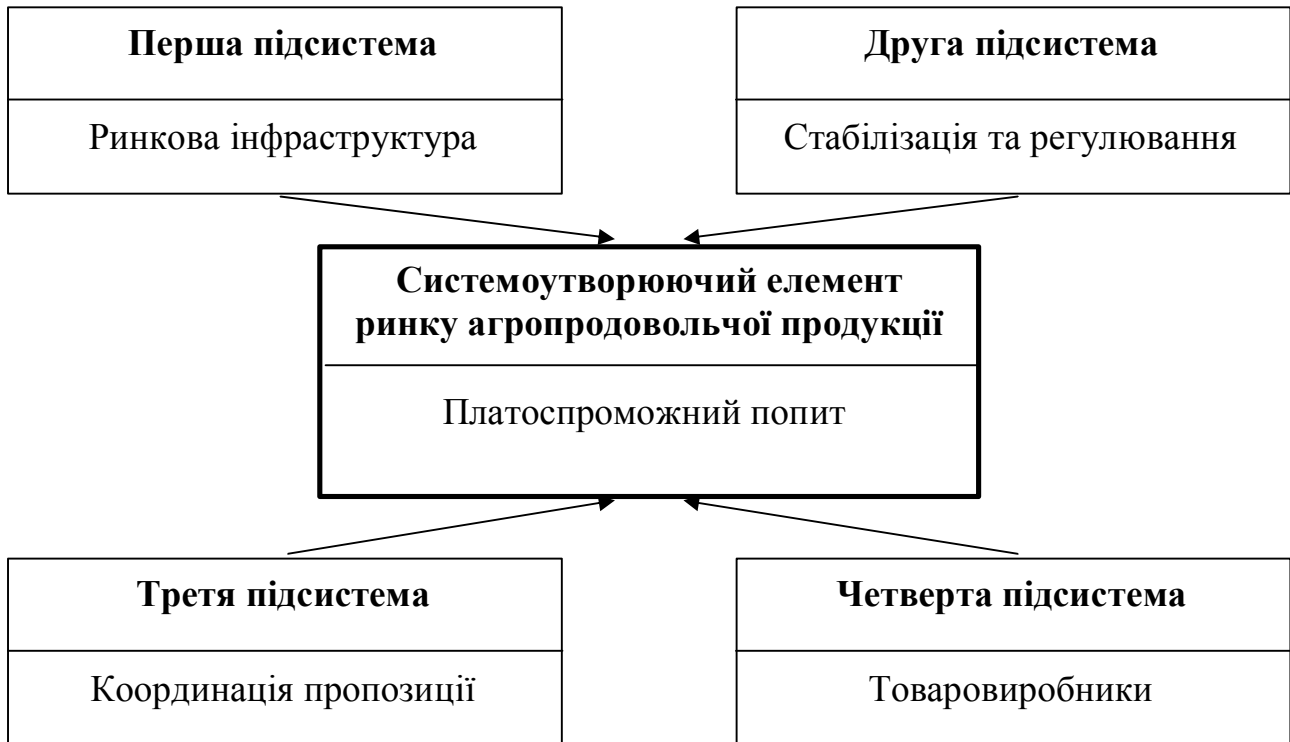 Перша підсистема
Ринкова інфраструктура
Друга підсистема
Стабілізація та регулювання
Системоутворюючий елемент
ринку агропродовольчої продукції
Платоспроможний попит
Третя підсистема
Координація пропозиції
Четверта підсистема
Товаровиробники